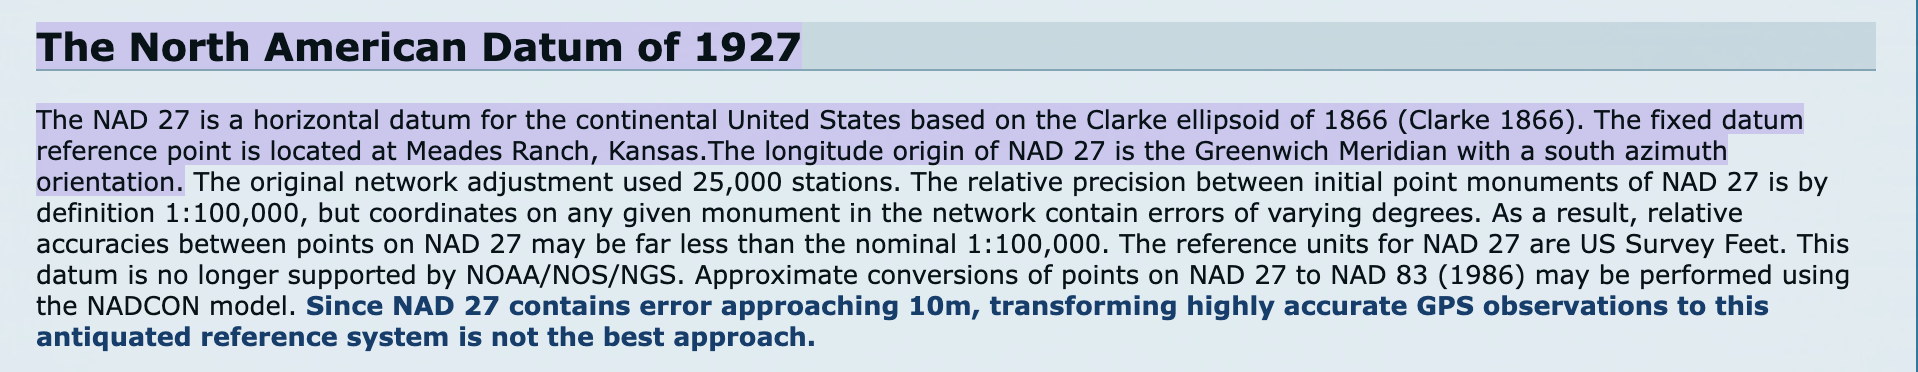 The North American Datum of 1927
The NAD 27 is a horizontal datum for the continental United States based on the Clarke ellipsoid of 1866 (Clarke 1866). The fixed datum
reference point is located at Meades Ranch, Kansas.The longitude origin of NAD 27 is the Greenwich Meridian with a south azimuth
orientation. The original network adjustment used 25,000 stations. The relative precision between initial point monuments of NAD 27 is by
definition 1:100,000, but coordinates on any given monument in the network contain errors of varying degrees. As a result, relative
accuracies between points on NAD 27 may be far less than the nominal 1:100,000. The reference units for NAD 27 are US Survey Feet. This
datum is no longer supported by NOAA/NOS/NGS. Approximate conversions of points on NAD 27 to NAD 83 (1986) may be performed using
the NADCON model. Since NAD 27 contains error approaching 10m, transforming highly accurate GPS observations to this
antiquated reference system is not the best approach.